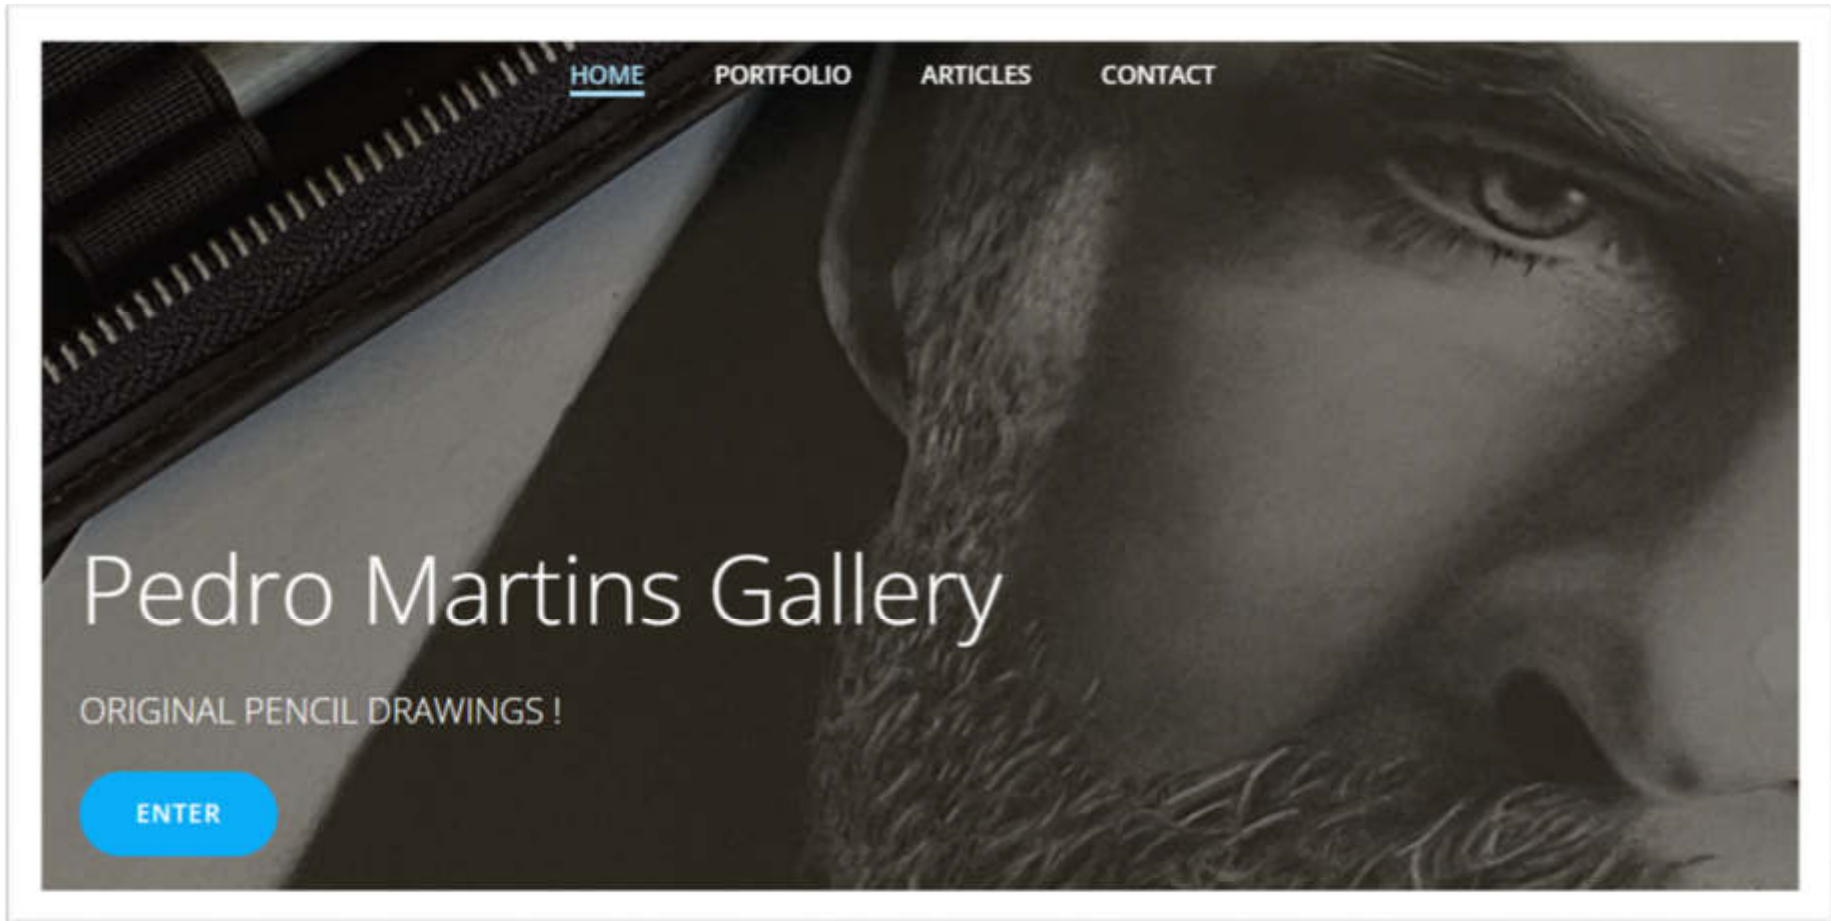 HOME PORTFOLIO ARTICLES CONTACT
Pedro Martins Gallery
ORIGINAL PENCIL DRAWINGS !
ENTER